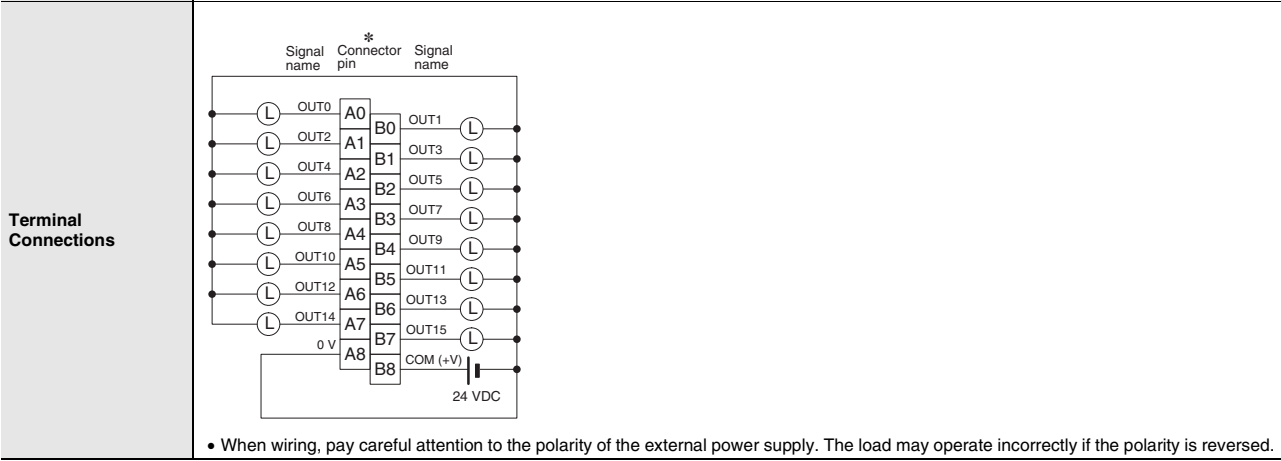 Terminal
Connections
✻
Signal name
Connector pin
Signal name
L OUT0 A0
B0 OUT1 L
L OUT2 A1
B1 OUT3 L
L OUT4 A2
B2 OUT5 L
L OUT6 A3
B3 OUT7 L
L OUT8 A4
B4 OUT9 L
L OUT10 A5
B5 OUT11 L
L OUT12 A6
B6 OUT13 L
L OUT14 A7
B7 OUT15 L
0 V A8
B8 COM (+V)
24 VDC
• When wiring, pay careful attention to the polarity of the external power supply. The load may operate incorrectly if the polarity is reversed.